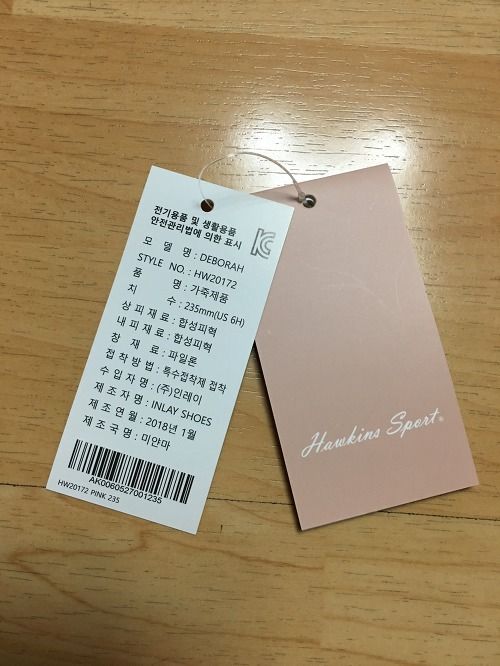 전기용품 및 생활용품
안전관리법에 의한 표시
모 델 명 : DEBORAH
STYLE NO. : HW20172
품 명 : 가죽제품
치 수 : 235mm(US 6H)
상 피 재 료 : 합성피혁
내 피 재 료 : 합성피혁
창 재 료 : 파일론
접 착 방 법 : 특수접착제 접착
수 입 자 명 : (주)인레이
제 조 자 명 : INLAY SHOES
제 조 연 월 : 2018년 1월
제 조 국 명 : 미얀마
AK0060527001235
HW20172 PINK 235
Hawkins Sport®